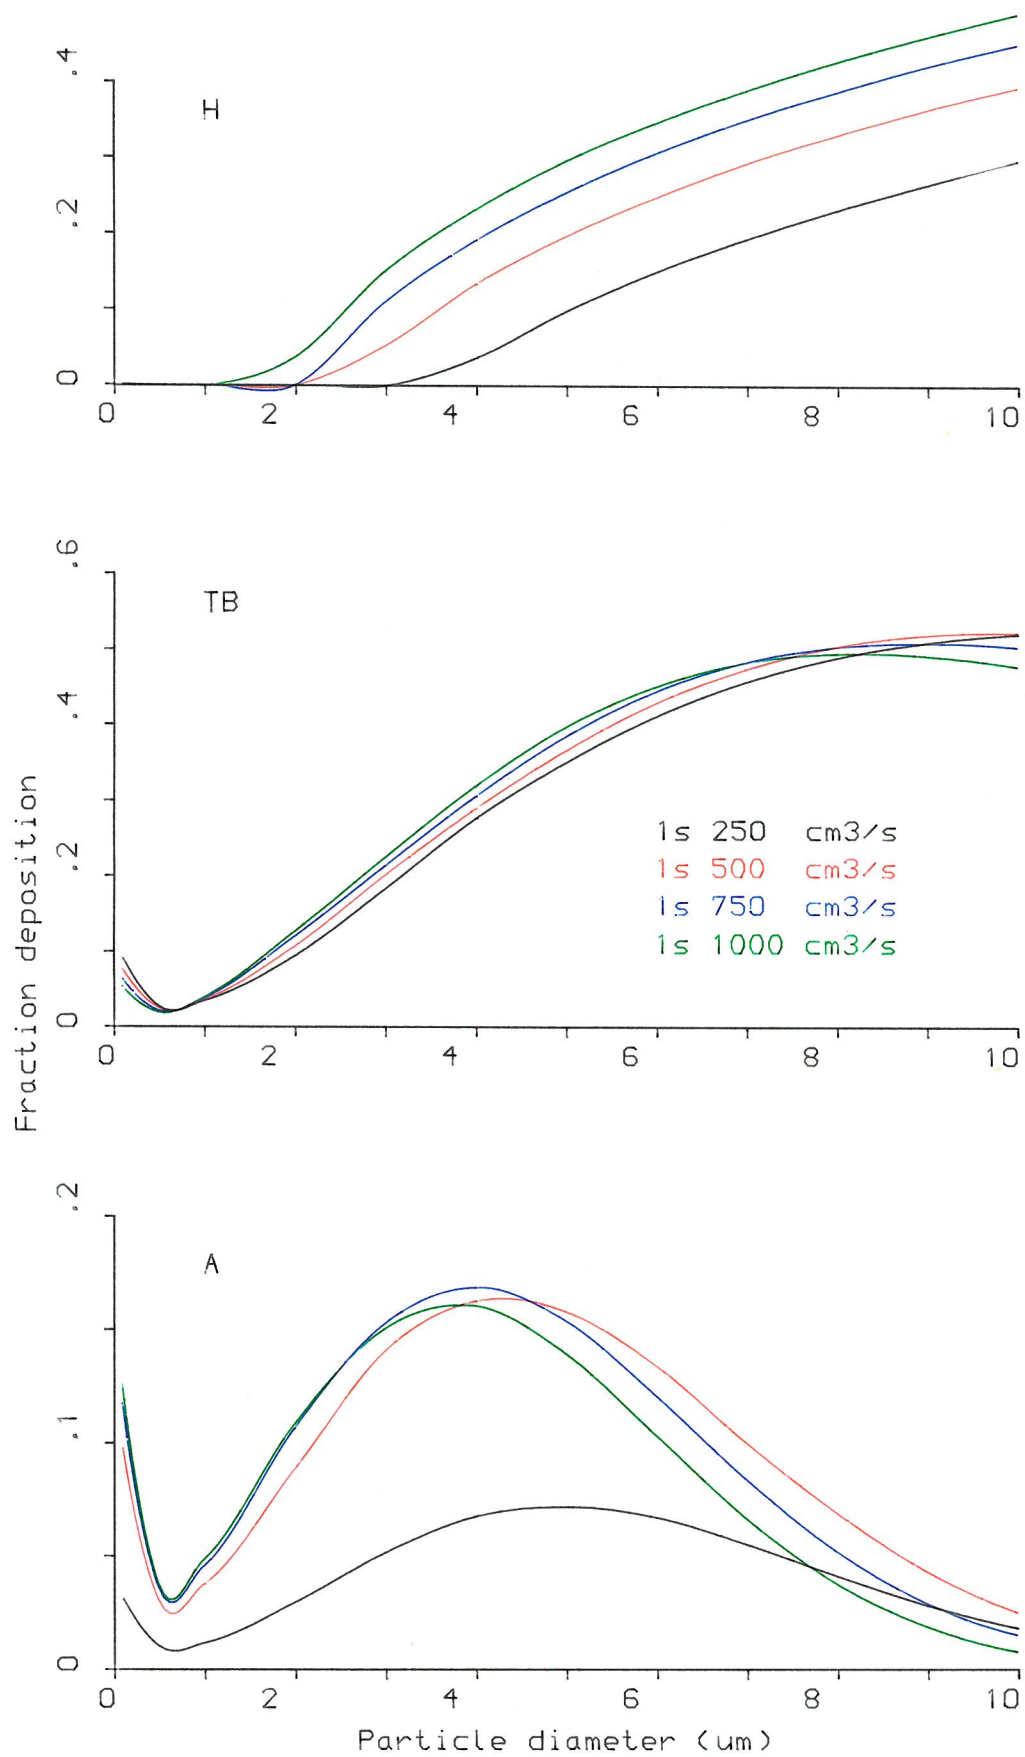 .4
H
.2
0
0 2 4 6 8 10
.6
TB
.4
Fraction deposition
.2
1s 250 cm3/s
1s 500 cm3/s
1s 750 cm3/s
1s 1000 cm3/s
0
0 2 4 6 8 10
.2
A
.1
0
0 2 4 6 8 10
Particle diameter (um)